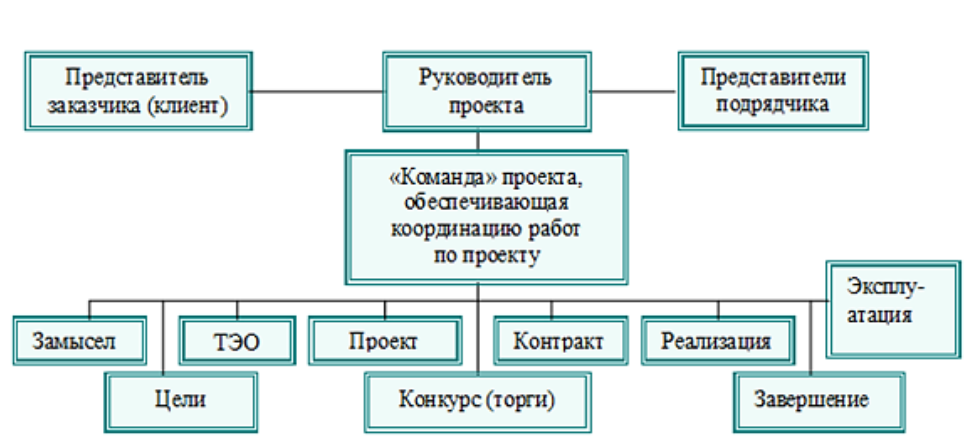 Представитель
заказчика (клиент)
Руководитель
проекта
Представители
подрядчика
«Команда» проекта,
обеспечивающая
координацию работ
по проекту
Эксплу-
атация
Замысел
ТЭО
Проект
Контракт
Реализация
Цели
Конкурс (торги)
Завершение